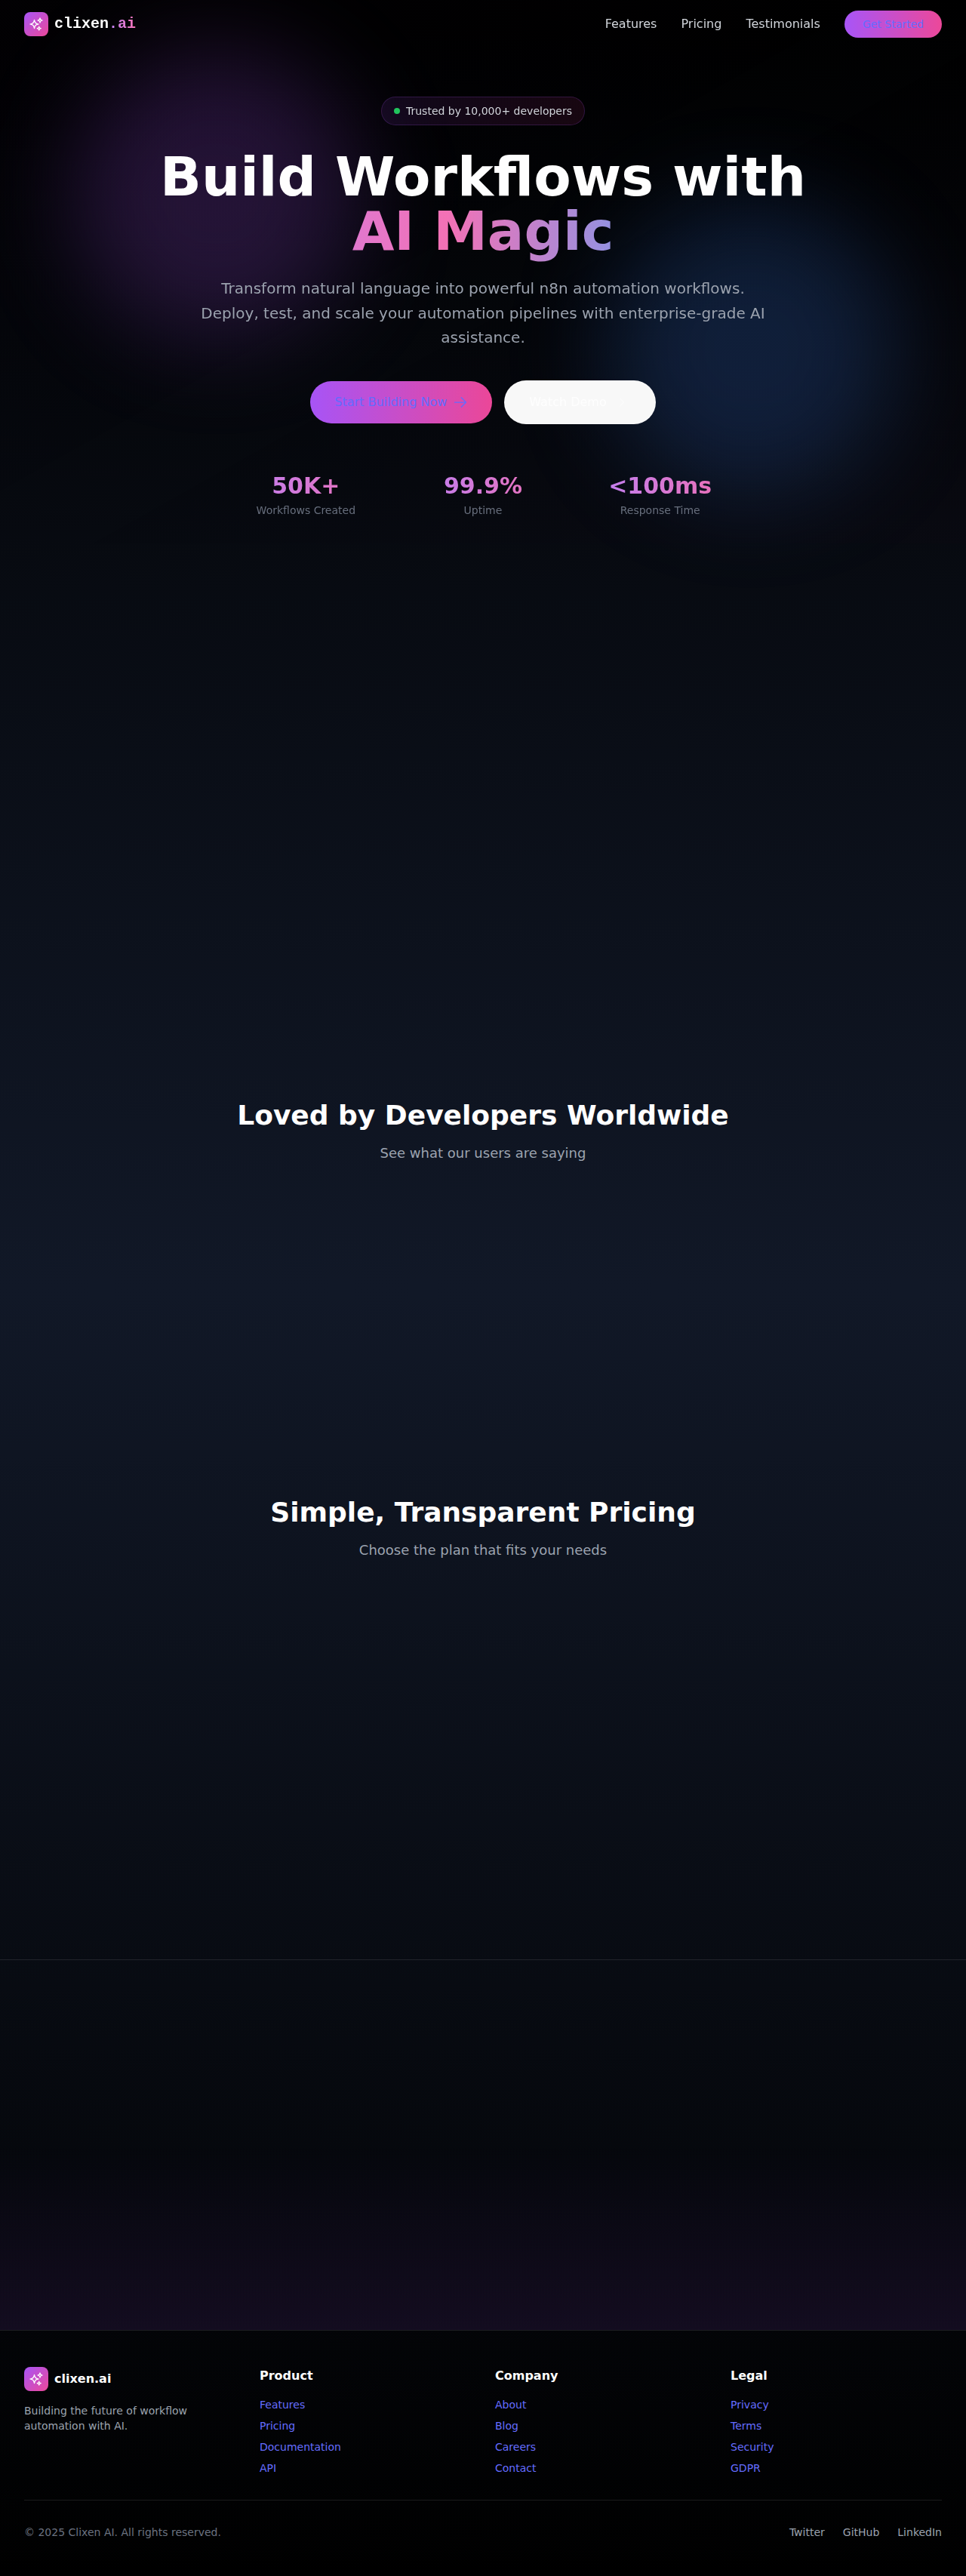 clixen.ai
Features
Pricing
Testimonials
Get Started
Trusted by 10,000+ developers
Build Workflows with
AI Magic
Transform natural language into powerful n8n automation workflows.
Deploy, test, and scale your automation pipelines with enterprise-grade AI
assistance.
Start Building Now →
Watch Demo
50K+
Workflows Created
99.9%
Uptime
<100ms
Response Time
Loved by Developers Worldwide
See what our users are saying
Simple, Transparent Pricing
Choose the plan that fits your needs
clixen.ai
Building the future of workflow
automation with AI.
Product
Features
Pricing
Documentation
API
Company
About
Blog
Careers
Contact
Legal
Privacy
Terms
Security
GDPR
© 2025 Clixen AI. All rights reserved.
Twitter
GitHub
LinkedIn